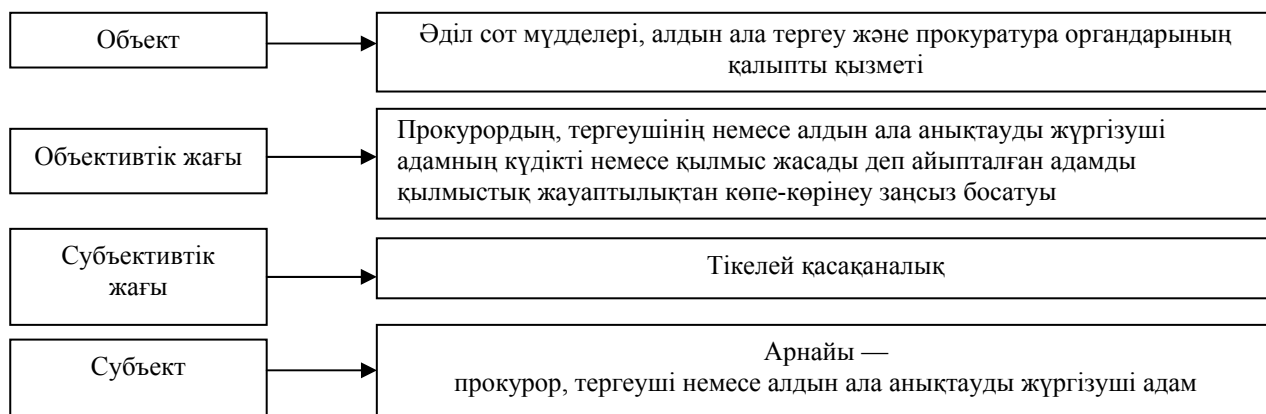 Объект
Әділ сот мүдделері, алдын ала тергеу және прокуратура органдарының
қалыпты қызметі
Объективтік жағы
Прокурордың, тергеушінің немесе алдын ала анықтауды жүргізуші
адамның күдікті немесе қылмыс жасады деп айыпталған адамды
қылмыстық жауаптылықтан көпе-көрінеу заңсыз босатуы
Субъективтік
жағы
Тікелей қасақаналық
Субъект
Арнайы —
прокурор, тергеуші немесе алдын ала анықтауды жүргізуші адам